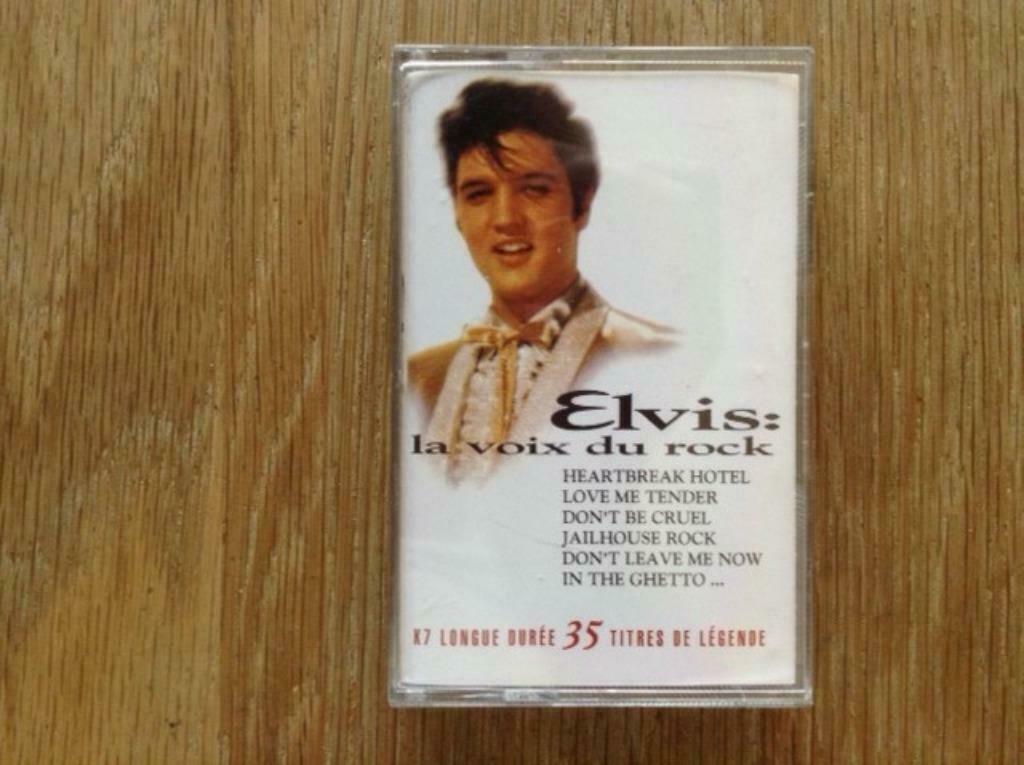 Elvis:
la voix du rock
HEARTBREAK HOTEL
LOVE ME TENDER
DON'T BE CRUEL
JAILHOUSE ROCK
DON'T LEAVE ME NOW
IN THE GHETTO ...
K7 LONGUE DURÉE 35 TITRES DE LÉGENDE